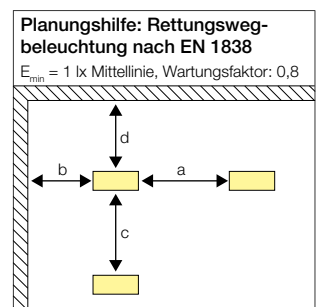 Planungshilfe: Rettungsweg-
beleuchtung nach EN 1838
Emin = 1 lx Mittellinie, Wartungsfaktor: 0,8
d
b
a
c